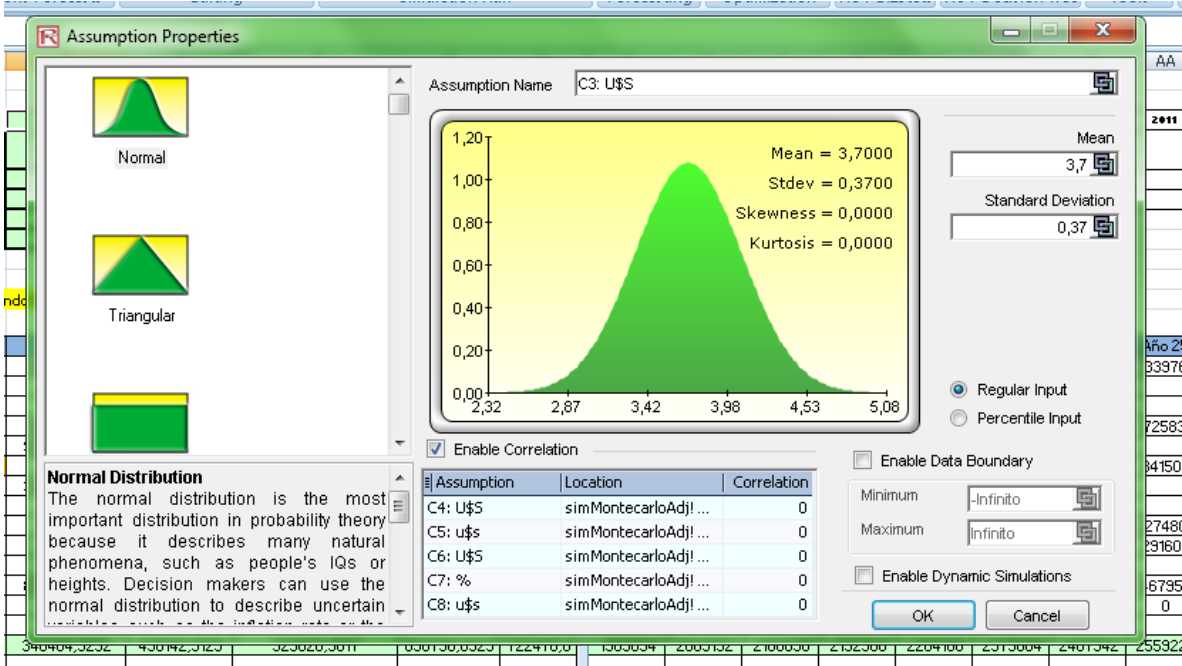 Assumption Properties
AA
Normal
Triangular
Normal Distribution
The normal distribution is the most
important distribution in probability theory
because it describes many natural
phenomena, such as people's IQs or
heights. Decision makers can use the
normal distribution to describe uncertain
Assumption Name C3: U$S
1,20
1,00
0,80
0,60
0,40
0,20
0,00
2,32 2,87 3,42 3,98 4,53 5,08
Mean = 3,7000
Stdev = 0,3700
Skewness = 0,0000
Kurtosis = 0,0000
2011
Mean
3,7
Standard Deviation
0,37
Regular Input
Percentile Input
Enable Correlation
Assumption Location Correlation
C4: U$S simMontecarloAdj! ... 0
C5: u$s simMontecarloAdj! ... 0
C6: U$S simMontecarloAdj! ... 0
C7: % simMontecarloAdj! ... 0
C8: u$s simMontecarloAdj! ... 0
Enable Data Boundary
Minimum -Infinito
Maximum Infinito
Enable Dynamic Simulations
OK Cancel
0